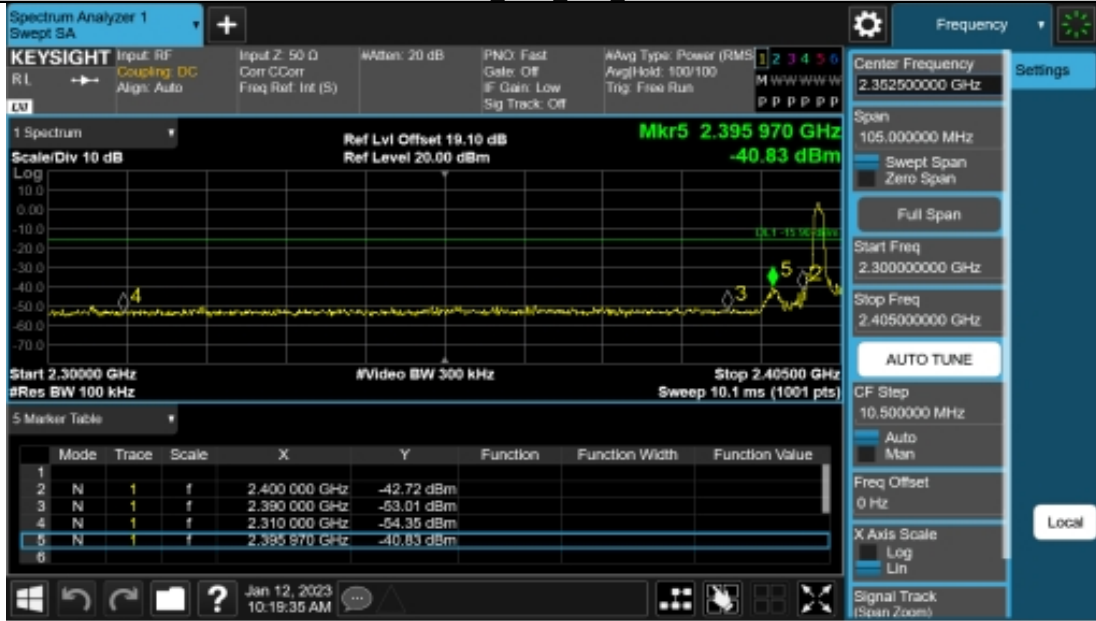 Spectrum Analyzer 1
Swept SA
Frequency
KEYSIGHT
R L
LXI
Input: RF
Coupling: DC
Align: Auto
Input Z: 50 Ω
Corr CCorr
Freq Ref: Int (S)
#Atten: 20 dB
PNO: Fast
Gate: Off
IF Gain: Low
Sig Track: Off
#Avg Type: Power (RMS
Avg|Hold: 100/100
Trig: Free Run
1 2 3 4 5 6
M W W W W W
P P P P P P
1 Spectrum
Scale/Div 10 dB
Ref Lvl Offset 19.10 dB
Ref Level 20.00 dBm
Mkr5 2.395 970 GHz
-40.83 dBm
Log
10.0
0.00
-10.0
-20.0
-30.0
-40.0
-50.0
-60.0
-70.0
DL1 -15.90 dBm
4
3
5
2
Start 2.30000 GHz
#Res BW 100 kHz
#Video BW 300 kHz
Stop 2.40500 GHz
Sweep 10.1 ms (1001 pts)
5 Marker Table
Mode Trace Scale X Y Function Function Width Function Value
1
2 N 1 f 2.400 000 GHz -42.72 dBm
3 N 1 f 2.390 000 GHz -53.01 dBm
4 N 1 f 2.310 000 GHz -54.35 dBm
5 N 1 f 2.395 970 GHz -40.83 dBm
6
Jan 12, 2023
10:19:35 AM
Center Frequency
2.352500000 GHz
Span
105.000000 MHz
Swept Span
Zero Span
Full Span
Start Freq
2.300000000 GHz
Stop Freq
2.405000000 GHz
AUTO TUNE
CF Step
10.500000 MHz
Auto
Man
Freq Offset
0 Hz
X Axis Scale
Log
Lin
Signal Track
(Span Zoom)
Settings
Local